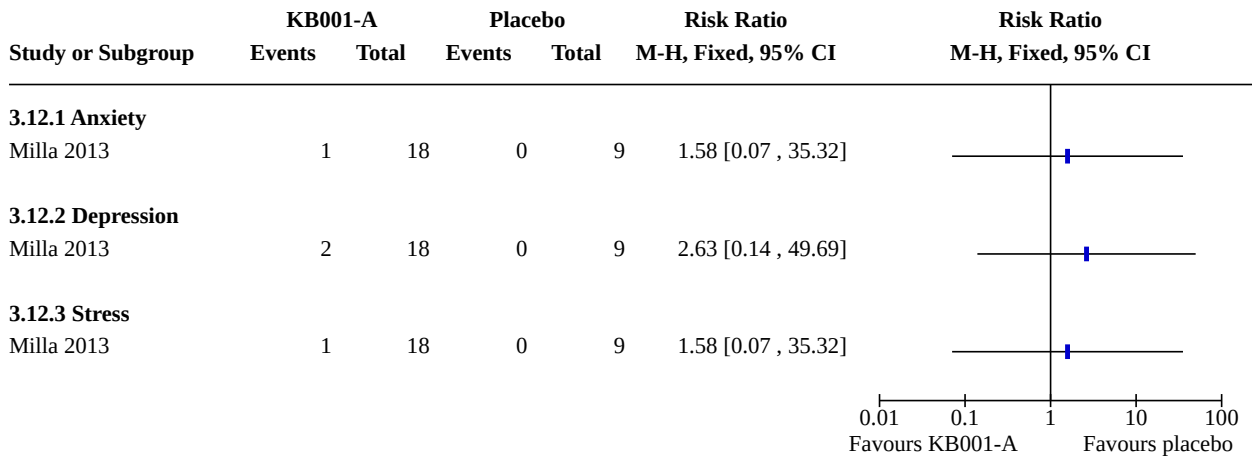 KB001-A Placebo Risk Ratio Risk Ratio
Study or Subgroup Events Total Events Total M-H, Fixed, 95% CI M-H, Fixed, 95% CI
3.12.1 Anxiety
Milla 2013 1 18 0 9 1.58 [0.07 , 35.32]
3.12.2 Depression
Milla 2013 2 18 0 9 2.63 [0.14 , 49.69]
3.12.3 Stress
Milla 2013 1 18 0 9 1.58 [0.07 , 35.32]
0.01 0.1 1 10 100
Favours KB001-A Favours placebo